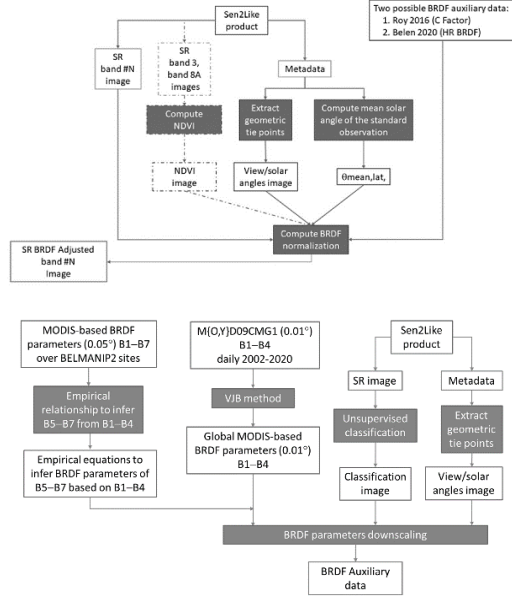 Sen2Like
product
Two possible BRDF auxiliary data:
1. Roy 2016 (C Factor)
2. Belen 2020 (HR BRDF)
SR
band #N
image
SR
band 3,
band 8A
images
Metadata
Compute
NDVI
Extract
geometric
tie points
Compute mean solar
angle of the standard
observation
NDVI
image
View/solar
angles image
θmean,lat,
Compute BRDF
normalization
SR BRDF Adjusted
band #N
Image
MODIS-based BRDF
parameters (0.05°) B1–B7
over BELMANIP2 sites
M{O,Y}D09CMG1 (0.01°)
B1–B4
daily 2002-2020
Sen2Like
product
SR image
Metadata
Empirical
relationship to infer
B5–B7 from B1–B4
VJB method
Unsupervised
classification
Extract
geometric
tie points
Empirical equations to
infer BRDF parameters of
B5–B7 based on B1–B4
Global MODIS-based
BRDF parameters (0.01°)
B1–B4
Classification
image
View/solar
angles image
BRDF parameters downscaling
BRDF Auxiliary
data